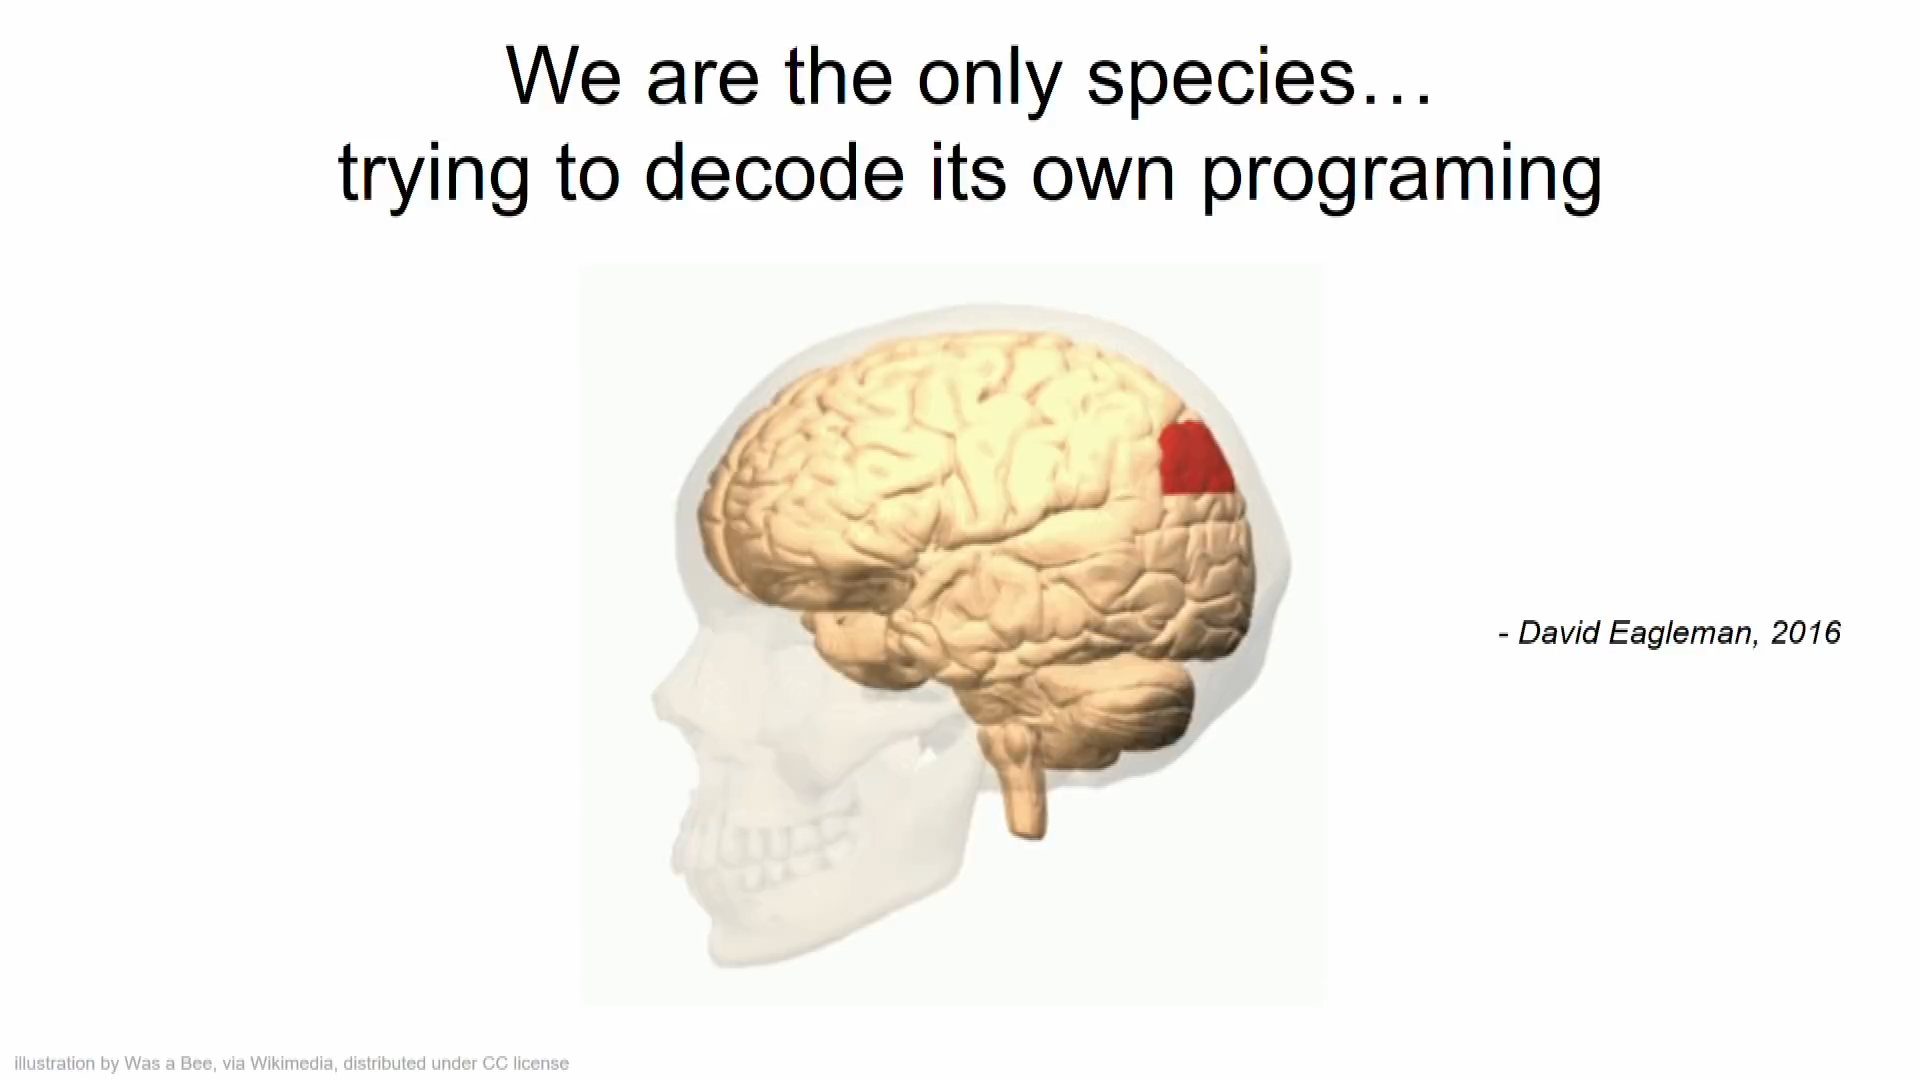 We are the only species…
trying to decode its own programing
- David Eagleman, 2016
illustration by Was a Bee, via Wikimedia, distributed under CC license